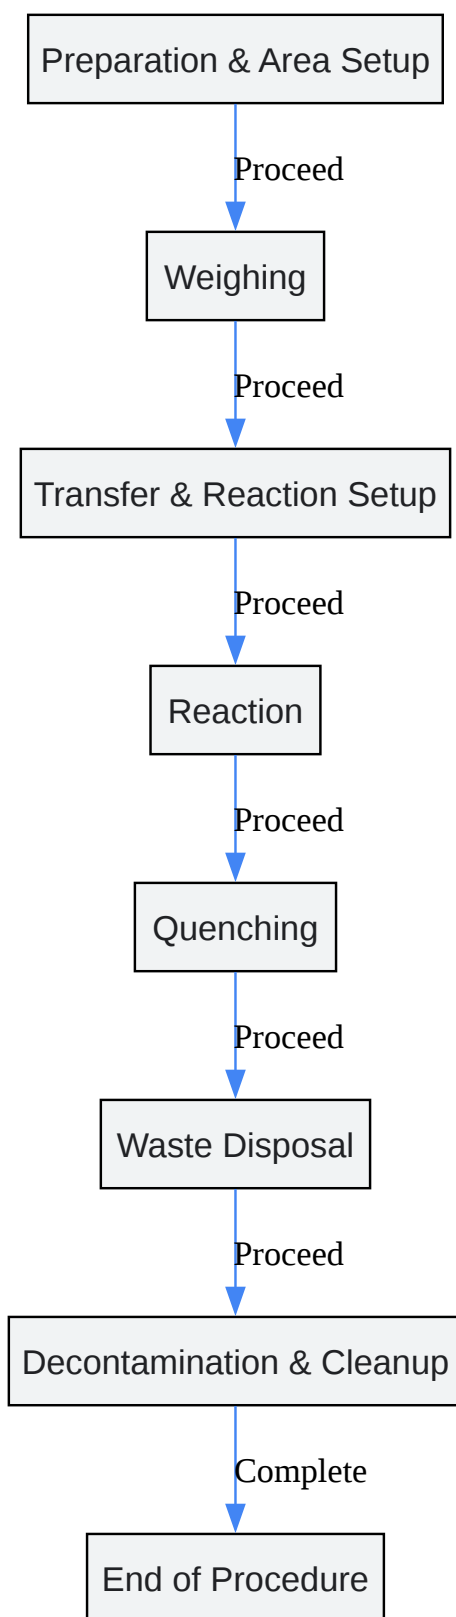 Preparation & Area Setup
Proceed
Weighing
Proceed
Transfer & Reaction Setup
Proceed
Reaction
Proceed
Quenching
Proceed
Waste Disposal
Proceed
Decontamination & Cleanup
Complete
End of Procedure